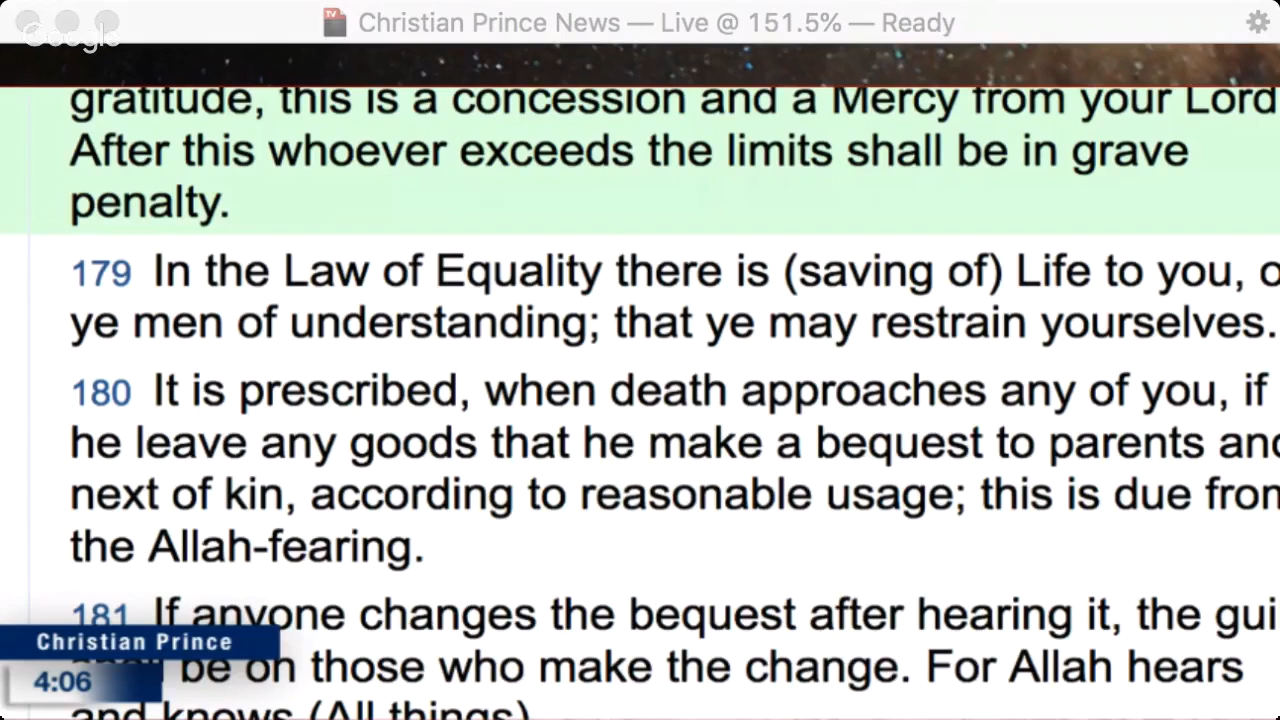 Christian Prince News — Live @ 151.5% — Ready
Google
gratitude, this is a concession and a Mercy from your Lord
After this whoever exceeds the limits shall be in grave
penalty.
179 In the Law of Equality there is (saving of) Life to you, o
ye men of understanding; that ye may restrain yourselves.
180 It is prescribed, when death approaches any of you, if
he leave any goods that he make a bequest to parents and
next of kin, according to reasonable usage; this is due from
the Allah-fearing.
181 If anyone changes the bequest after hearing it, the gui
Christian Prince
be on those who make the change. For Allah hears
4:06
and knows (All things).